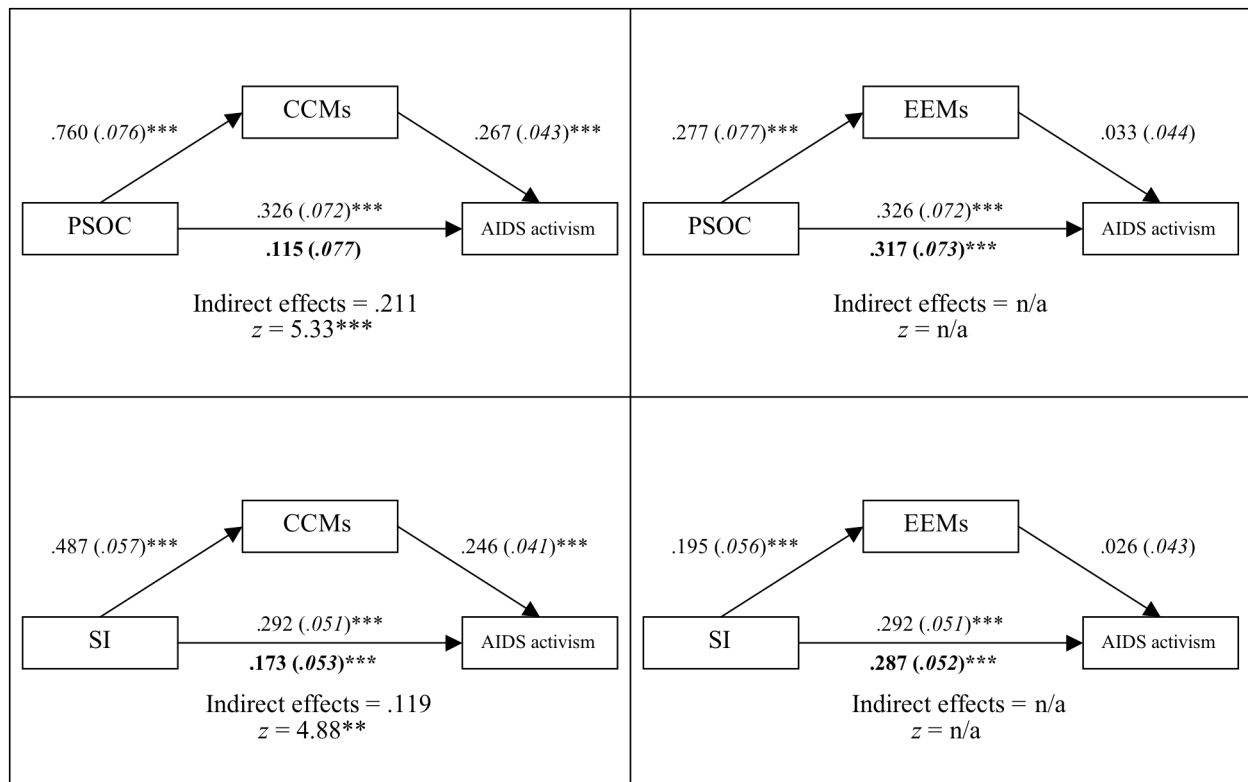 CCMs
.760 (.076)***
.267 (.043)***
PSOC
.326 (.072)***
AIDS activism
.115 (.077)
Indirect effects = .211
z = 5.33***
EEMs
.277 (.077)***
.033 (.044)
PSOC
.326 (.072)***
AIDS activism
.317 (.073)***
Indirect effects = n/a
z = n/a
CCMs
.487 (.057)***
.246 (.041)***
SI
.292 (.051)***
AIDS activism
.173 (.053)***
Indirect effects = .119
z = 4.88**
EEMs
.195 (.056)***
.026 (.043)
SI
.292 (.051)***
AIDS activism
.287 (.052)***
Indirect effects = n/a
z = n/a